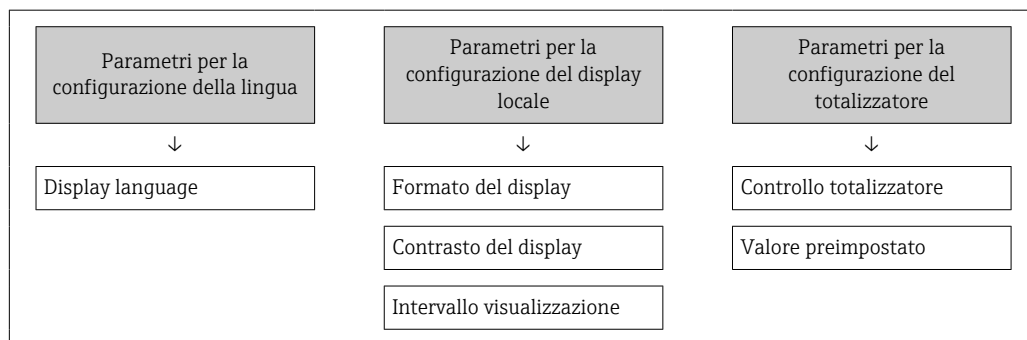 Parametri per la
configurazione della lingua
↓
Display language
Parametri per la
configurazione del display
locale
↓
Formato del display
Contrasto del display
Intervallo visualizzazione
Parametri per la
configurazione del
totalizzatore
↓
Controllo totalizzatore
Valore preimpostato